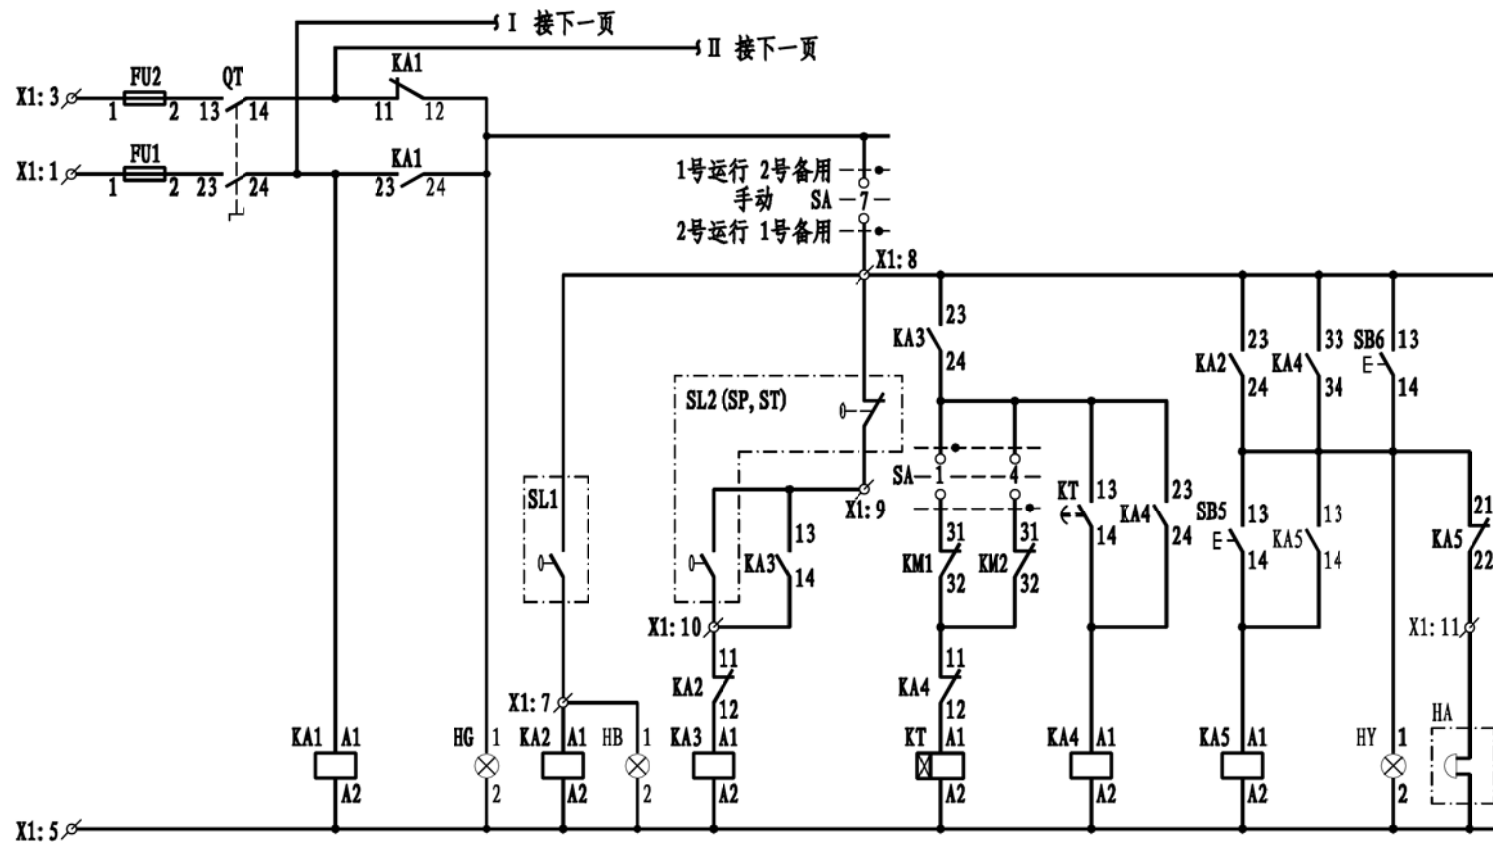 I 接下一页
II 接下一页
FU2 QT KA1
X1:3 1 2 13 14 11 12
FU1 KA1
X1:1 1 2 23 24 23 24
1号运行 2号备用
手动 SA 7
2号运行 1号备用
X1:8
23
KA3
24
23 33 SB6 13
KA2 KA4
24 34 14
SL2(SP,ST)
SA 1 4
SL1
X1:9
13
KA3
14
31 31
KM1 KM2
32 32
KT 13
14
23
KA4
24
SB5 13
14
13
KA5
14
21
KA5
22
X1:10
X1:11
11
KA2
12
11
KA4
12
X1:7
HA
KA1 A1 HG 1 KA2 A1 HB 1 KA3 A1 KT A1 KA4 A1 KA5 A1 HY 1
A2 2 A2 2 A2 A2 A2 A2 2
X1:5